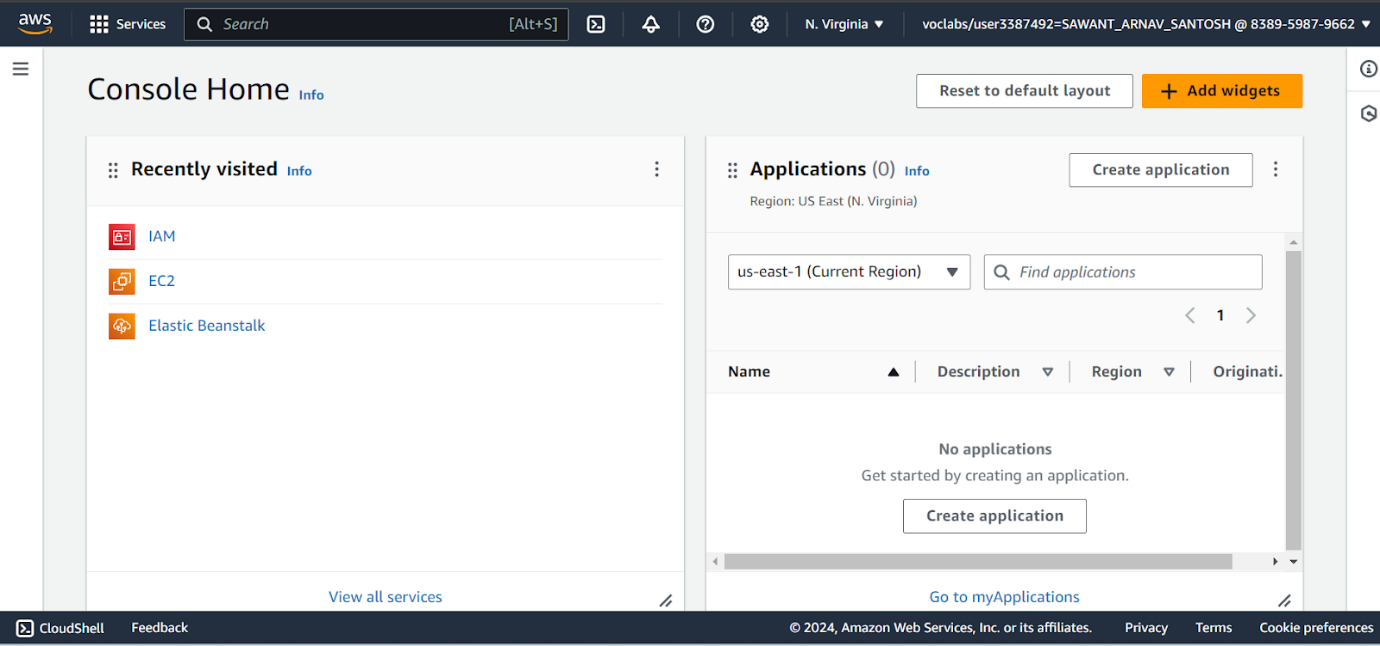 aws Services Search [Alt+S] N. Virginia voclabs/user3387492=SAWANT_ARNAV_SANTOSH @ 8389-5987-9662
Console Home Info Reset to default layout Add widgets
Recently visited Info
IAM
EC2
Elastic Beanstalk
View all services
Applications (0) Info Create application
Region: US East (N. Virginia)
us-east-1 (Current Region) Find applications
1
Name Description Region Originati.
No applications
Get started by creating an application.
Create application
Go to myApplications
CloudShell Feedback © 2024, Amazon Web Services, Inc. or its affiliates. Privacy Terms Cookie preferences